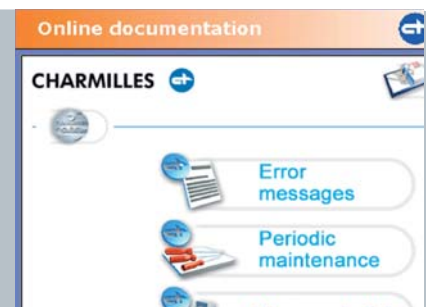 Online documentation
CHARMILLES
Error
messages
Periodic
maintenance